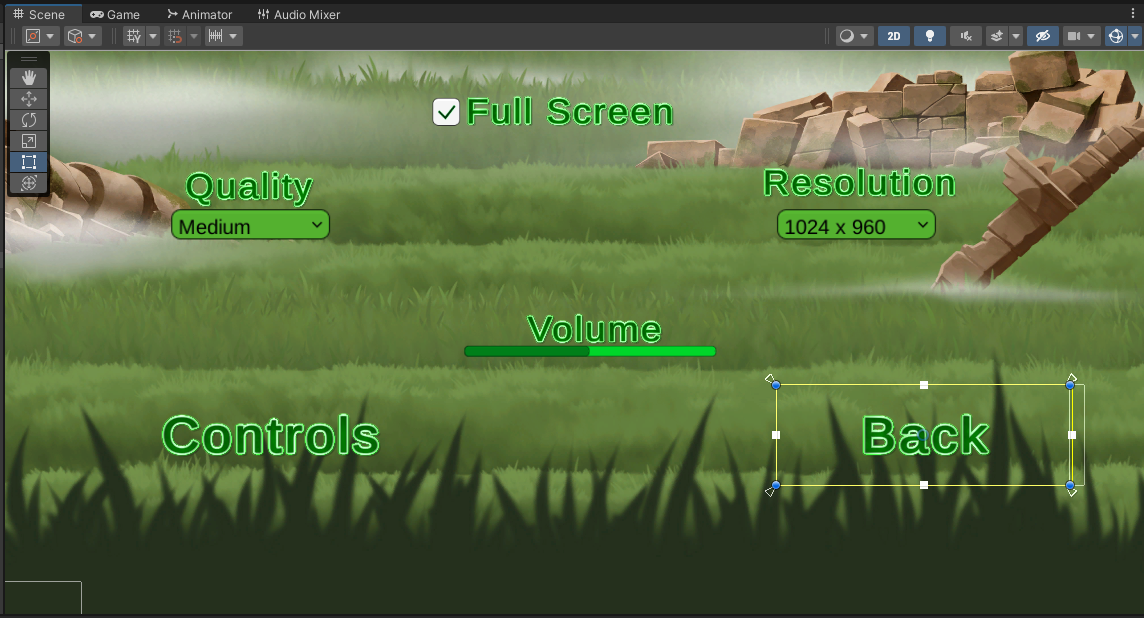 Scene Game Animator Audio Mixer
2D
Full Screen
Quality
Resolution
Medium
1024 x 960
Volume
Controls
Back